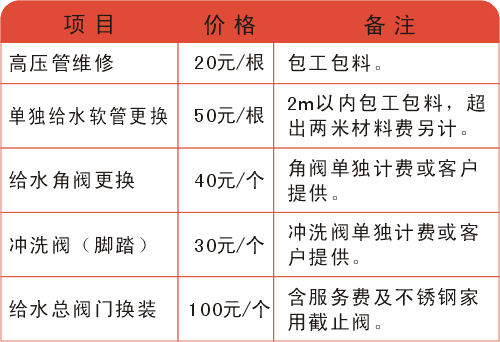 项目 价格 备注
高压管维修 20元/根 包工包料。
单独给水软管更换 50元/根 2m以内包工包料，超
出两米材料费另计。
给水角阀更换 40元/个 角阀单独计费或客户
提供。
冲洗阀（脚踏） 30元/个 冲洗阀单独计费或客
户提供。
给水总阀门换装 100元/个 含服务费及不锈钢家
用截止阀。